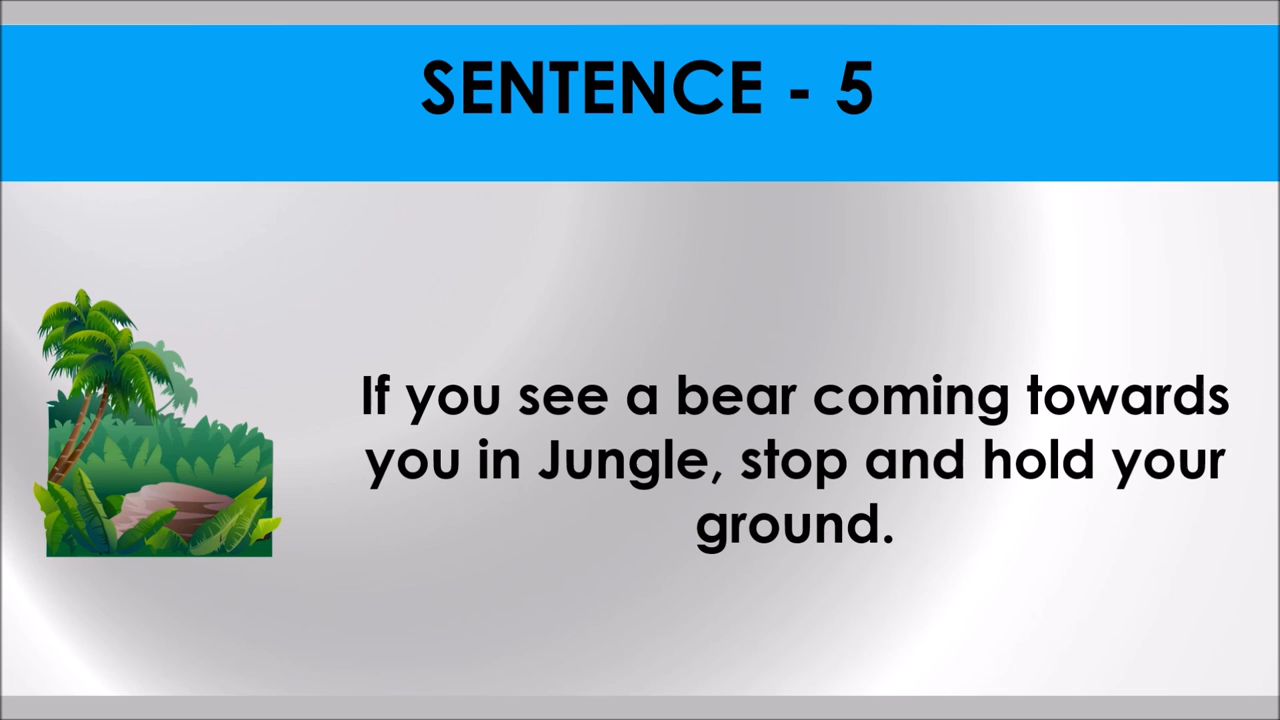 SENTENCE - 5
If you see a bear coming towards
you in Jungle, stop and hold your
ground.